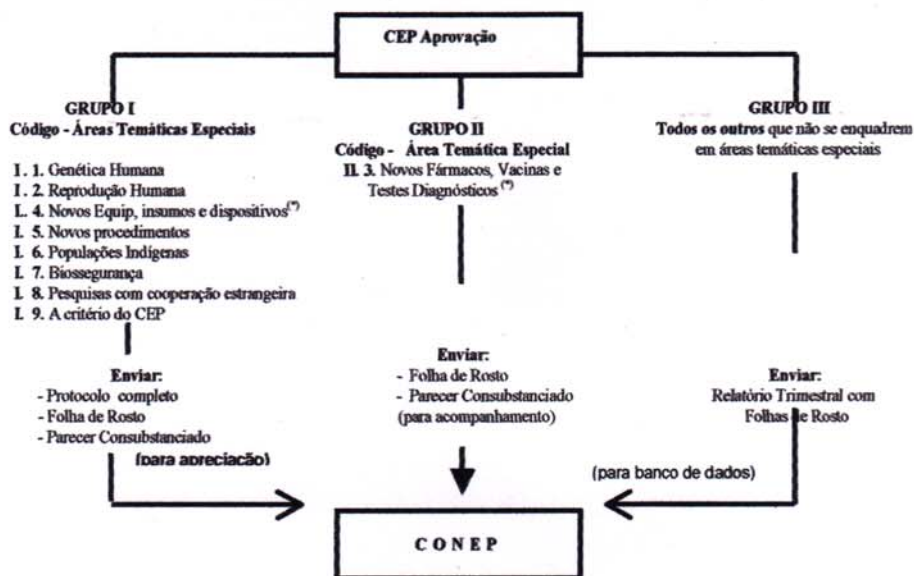 CEP Aprovação
GRUPO I
Código - Áreas Temáticas Especiais
I. 1. Genética Humana
I. 2. Reprodução Humana
I. 4. Novos Equip, insumos e dispositivos(*)
I. 5. Novos procedimentos
I. 6. Populações Indígenas
I. 7. Biossegurança
I. 8. Pesquisas com cooperação estrangeira
I. 9. A critério do CEP
Enviar:
- Protocolo completo
- Folha de Rosto
- Parecer Consubstanciado
(para apreciação)
GRUPO II
Código - Área Temática Especial
II. 3. Novos Fármacos, Vacinas e
Testes Diagnósticos (*)
Enviar:
- Folha de Rosto
- Parecer Consubstanciado
(para acompanhamento)
GRUPO III
Todos os outros que não se enquadrem
em áreas temáticas especiais
Enviar:
Relatório Trimestral com
Folhas de Rosto
(para banco de dados)
CONEP